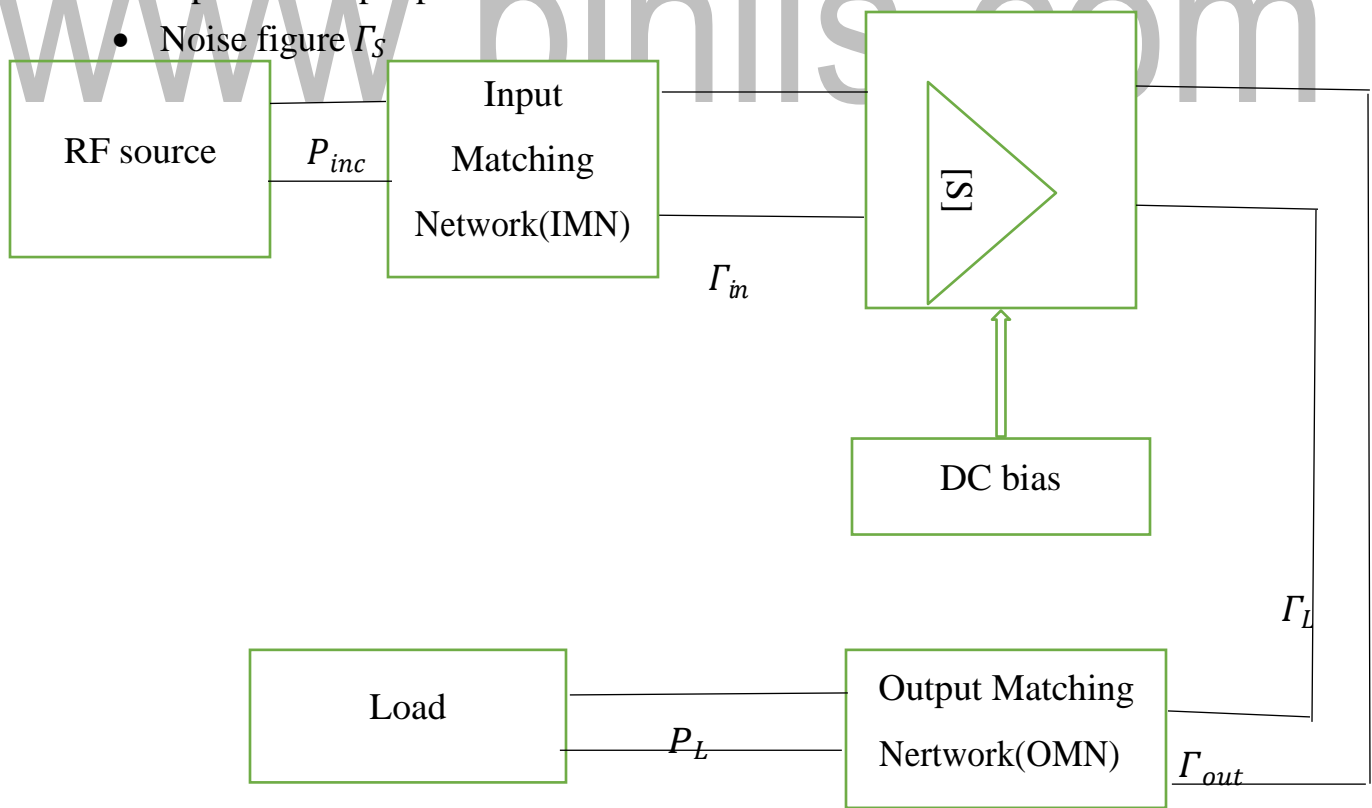 • Noise figure Γ_S
RF source
P_inc
Input
Matching
Network(IMN)
Γ_in
[S]
DC bias
Γ_L
Load
P_L
Output Matching
Nertwork(OMN)
Γ_out